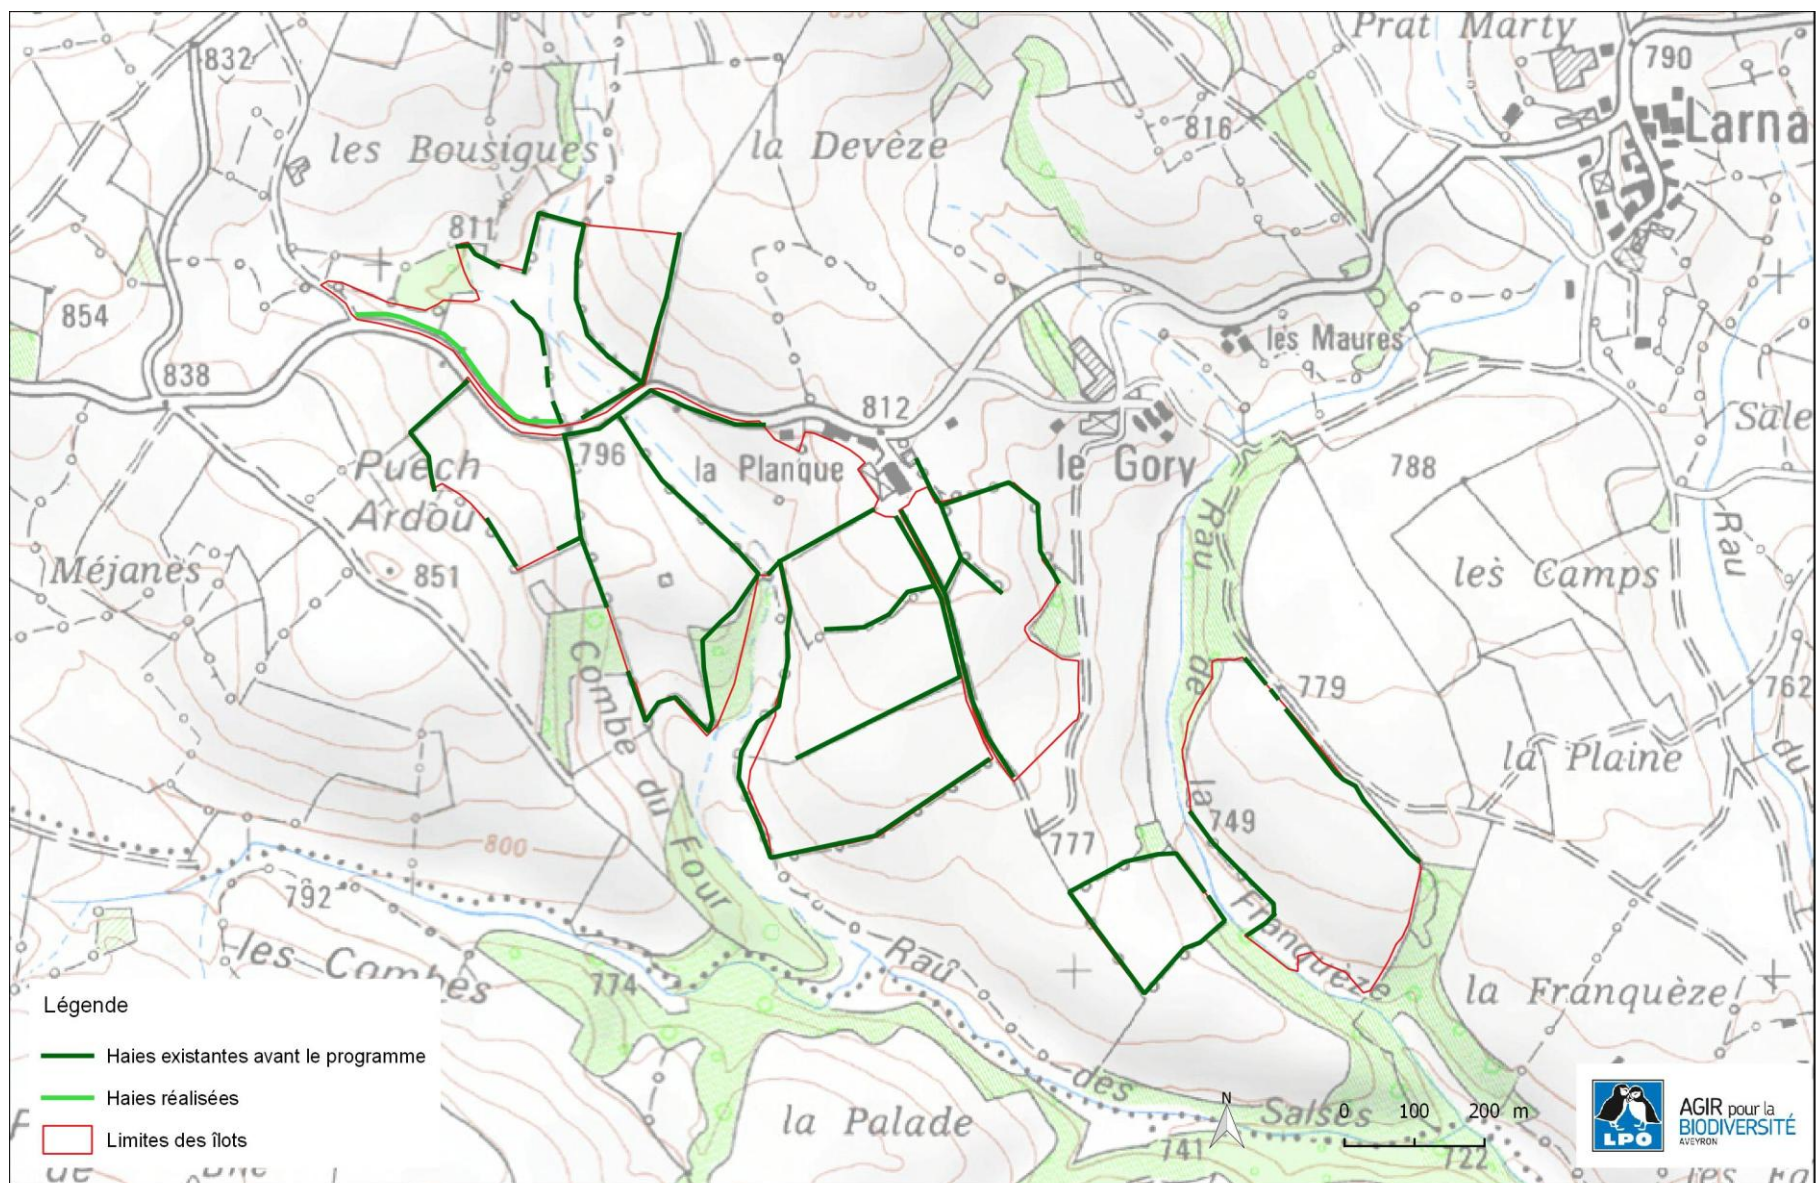 Prat Marty
832
790
Larna
816
les Bousigues
la Devèze
811
854
838
les Maures
812
796
la Planque
le Gory
788
Sale
Puech
Ardou
851
Méjanès
Rau
de
la
Franquèze
les Camps
Rau
du
779
762
la Plaine
Combe
du
Four
749
777
800
792
les Cambes
774
Raû
des
Salses
la Franquèze
la Palade
741
722
Légende
Haies existantes avant le programme
Haies réalisées
Limites des îlots
N
0 100 200 m
LPO
AGIR pour la
BIODIVERSITÉ
AVEYRON